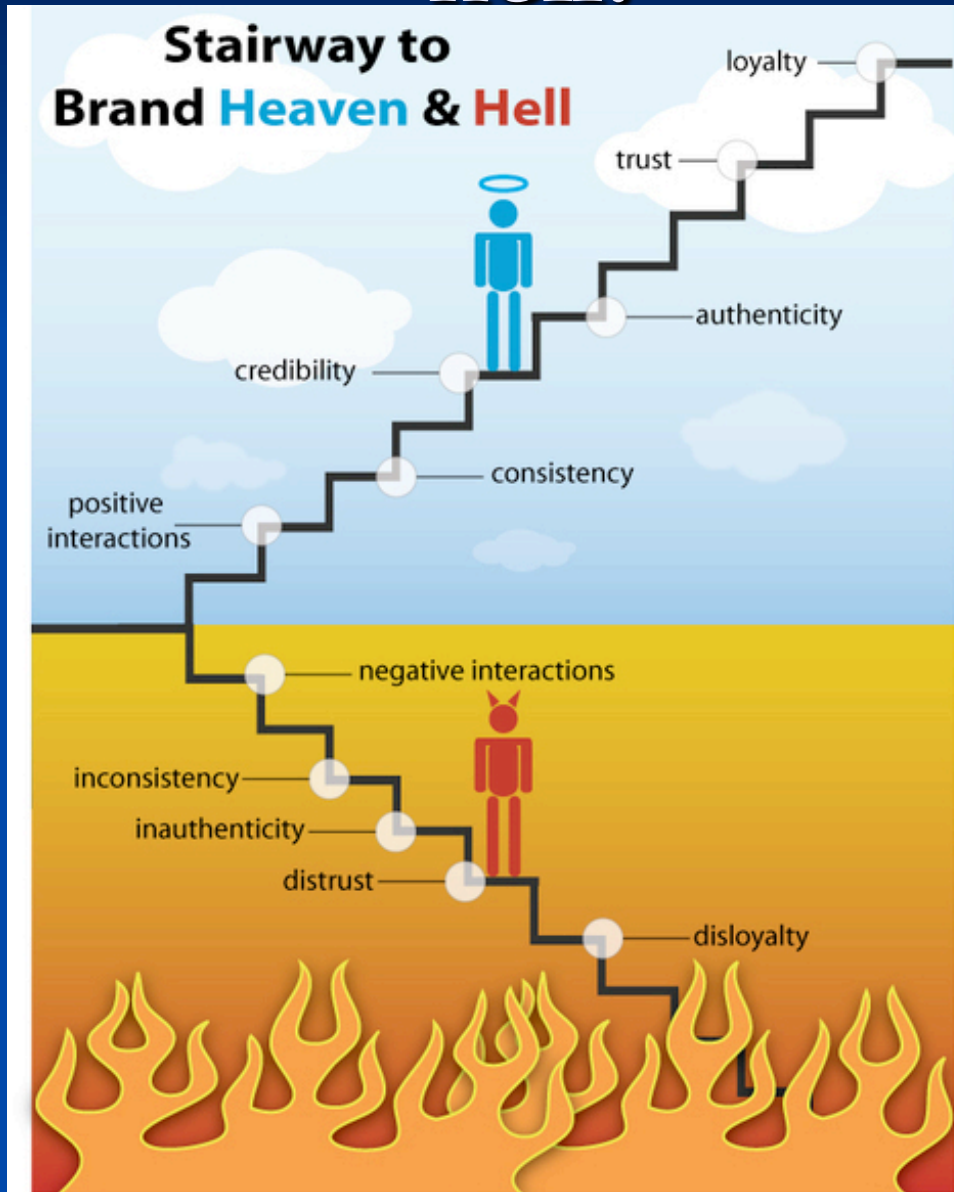 Stairway to
Brand Heaven & Hell
loyalty
trust
authenticity
credibility
consistency
positive
interactions
negative interactions
inconsistency
inauthenticity
distrust
disloyalty